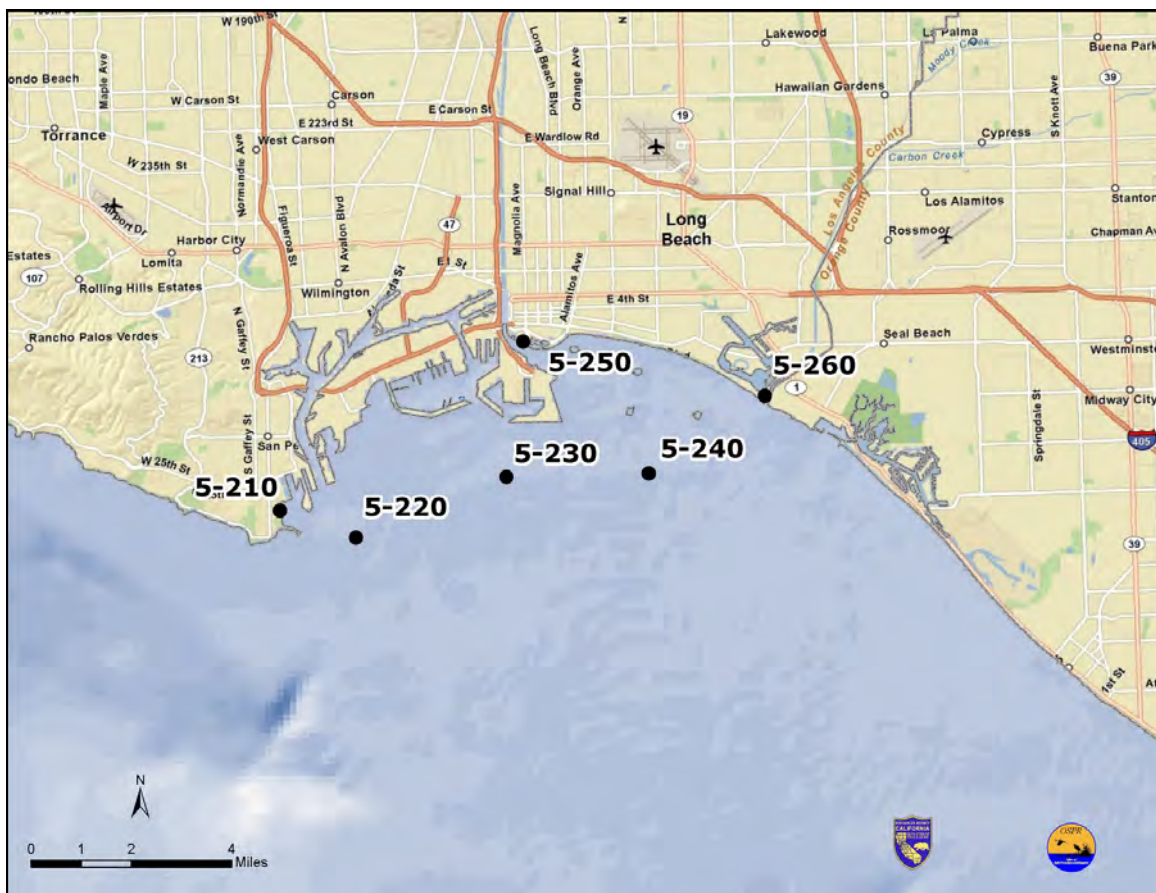 W 190th St
Lakewood
La Palma
Moody Creek
Buena Park
N
Long Beach Blvd
Orange Ave
Maple Ave
ondo Beach
39
Hawaiian Gardens
W Carson St
Carson
E Carson St
S Knott Ave
E 223rd St
19
Torrance
West Carson
E Wardlow Rd
Cypress
Carbon Creek
W 235th St
Normandie Ave
Los Angeles County
Orange County
Signal Hill
Los Alamitos
Stanton
Airport Dr
Figueroa St
N Avalon Blvd
Magnolia Ave
47
Long
Beach
Rossmoor
Chapman Av
Estates
Harbor City
Lomita
107
Rolling Hills Estates
Wilmington
E 1 St
Alamitos Ave
E 4th St
N Gaffey St
Rancho Palos Verdes
213
Seal Beach
Westminste
5-250
5-260
1
Midway City
S Gaffey St
San Pe
Springdale St
405
W 25th St
5-230
5-240
5-210
5-220
39
1st St
N
0 1 2 4
Miles
CALIFORNIA
OSPR